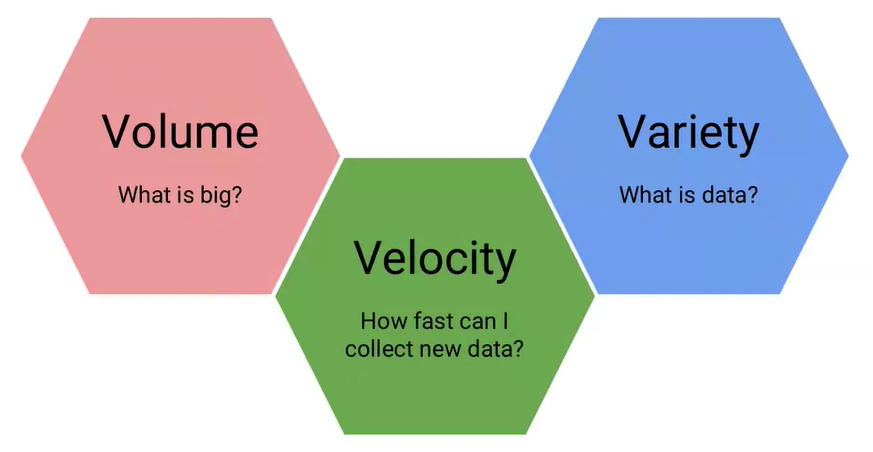 Volume
What is big?
Velocity
How fast can I
collect new data?
Variety
What is data?